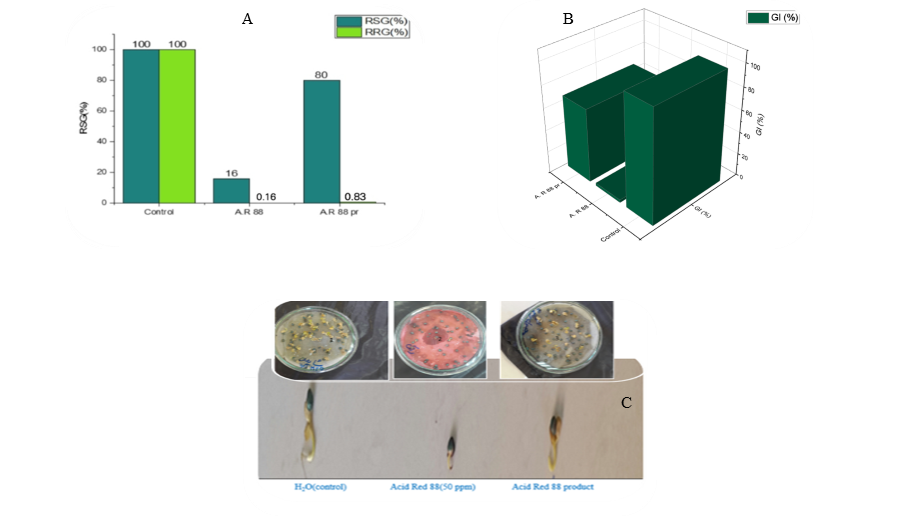 A
RSG(%)
RRG(%)
100 100
100
80
60
40
20
0
RSG(%)
16
0.16
80
0.83
Control A.R 88 A.R 88 pr
B
GI (%)
100
80
60
40
20
0
GI (%)
A. R 88 pr
A. R 88
Control
GI (%)
C
H₂O(control) Acid Red 88(50 ppm) Acid Red 88 product